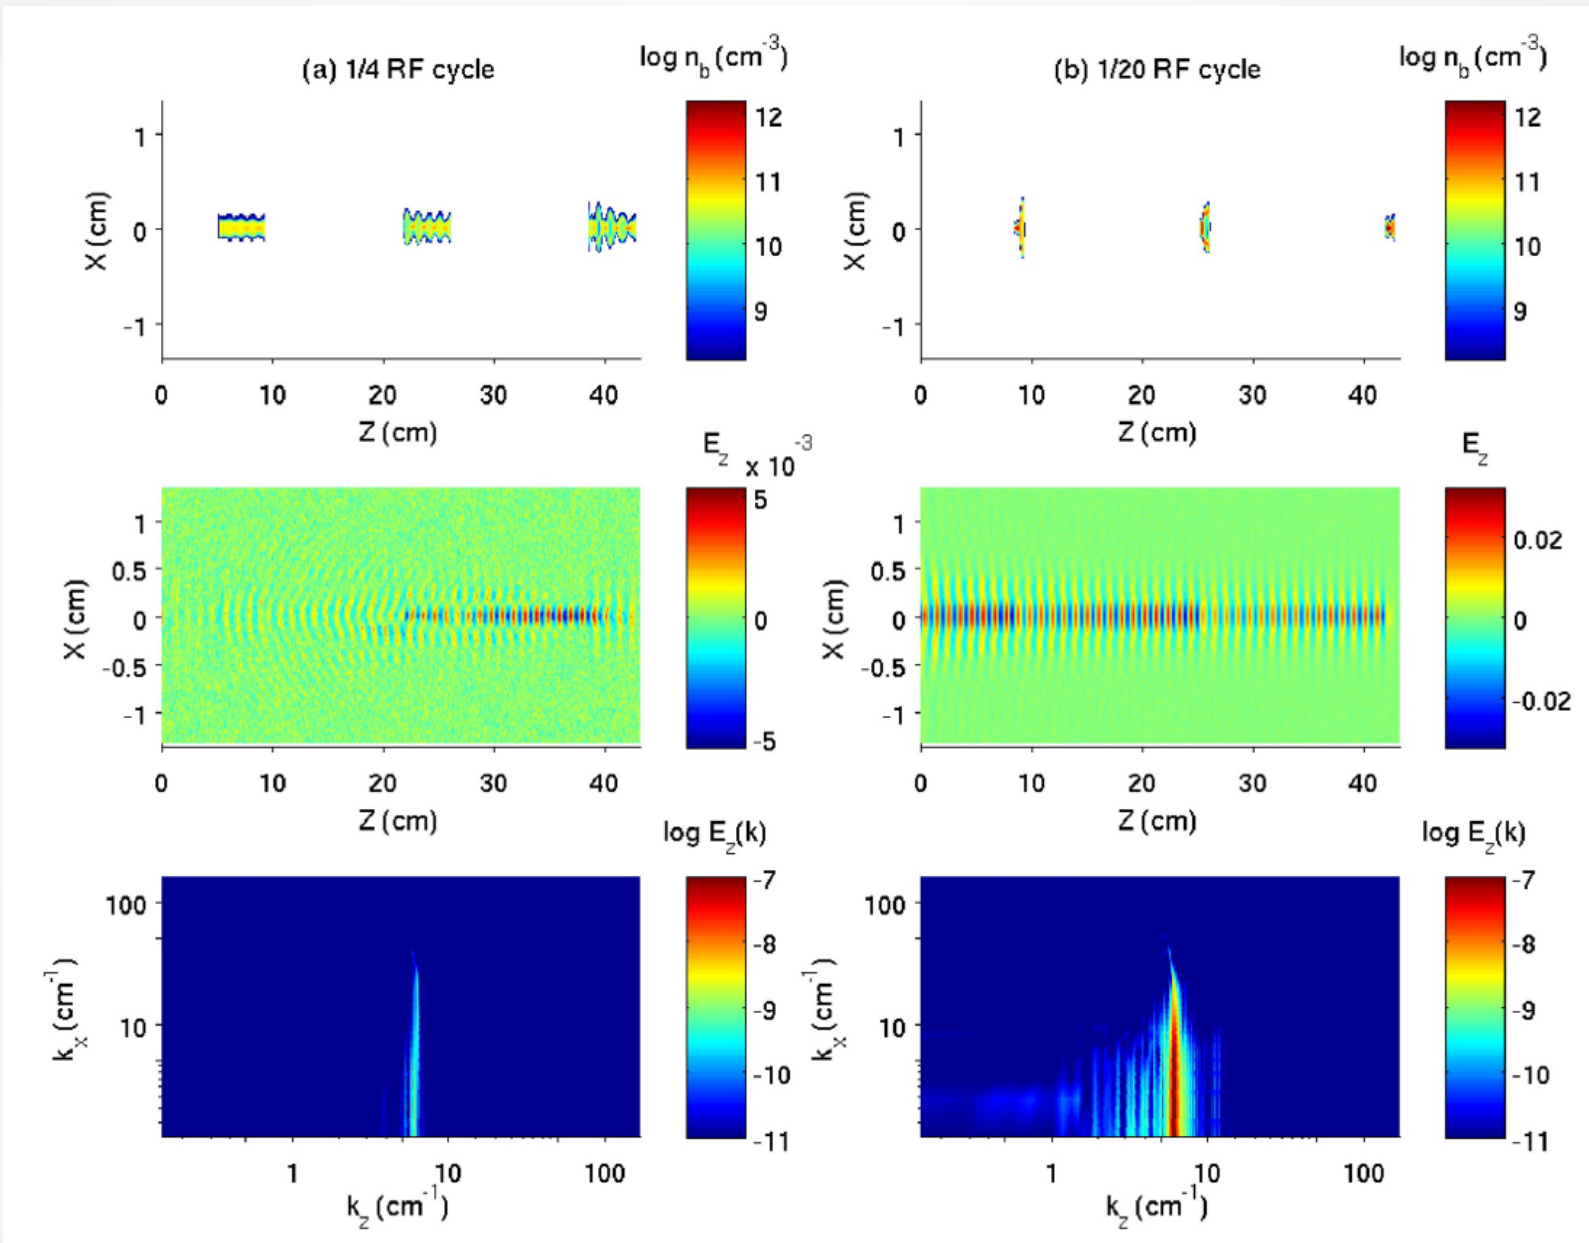 (a) 1/4 RF cycle
log n_b (cm^-3)
(b) 1/20 RF cycle
log n_b (cm^-3)
X (cm)
1
0
-1
12
11
10
9
X (cm)
1
0
-1
12
11
10
9
0 10 20 30 40
Z (cm)
0 10 20 30 40
Z (cm)
E_z x 10^-3
E_z
X (cm)
1
0.5
0
-0.5
-1
5
0
-5
X (cm)
1
0.5
0
-0.5
-1
0.02
0
-0.02
0 10 20 30 40
Z (cm)
0 10 20 30 40
Z (cm)
log E_z(k)
log E_z(k)
k_x (cm^-1)
100
10
-7
-8
-9
-10
-11
k_x (cm^-1)
100
10
-7
-8
-9
-10
-11
1 10 100
k_z (cm^-1)
1 10 100
k_z (cm^-1)